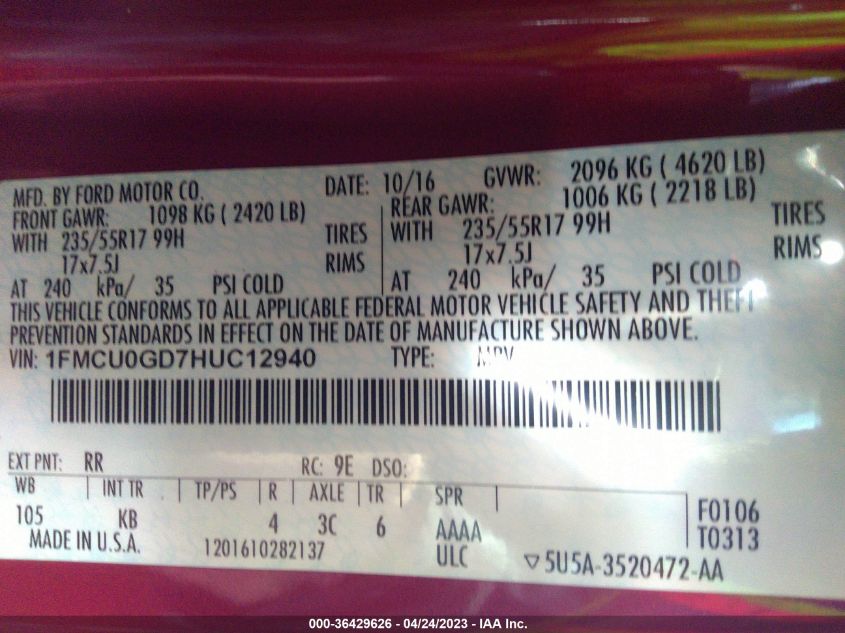 MFD. BY FORD MOTOR CO. DATE: 10/16 GVWR: 2096 KG ( 4620 LB)
FRONT GAWR: 1098 KG ( 2420 LB) REAR GAWR: 1006 KG ( 2218 LB)
WITH 235/55R17 99H TIRES WITH 235/55R17 99H TIRES
17x7.5J RIMS 17x7.5J RIMS
AT 240 kPa/ 35 PSI COLD AT 240 kPa/ 35 PSI COLD
THIS VEHICLE CONFORMS TO ALL APPLICABLE FEDERAL MOTOR VEHICLE SAFETY AND THEFT
PREVENTION STANDARDS IN EFFECT ON THE DATE OF MANUFACTURE SHOWN ABOVE.
VIN: 1FMCU0GD7HUC12940 TYPE: MPV
EXT PNT: RR RC: 9E DSO:
WB INT TR TP/PS R AXLE TR SPR
105 KB 4 3C 6 AAAA F0106
MADE IN U.S.A. 1201610282137 ULC T0313
▽5U5A-3520472-AA
000-36429626 - 04/24/2023 - IAA Inc.